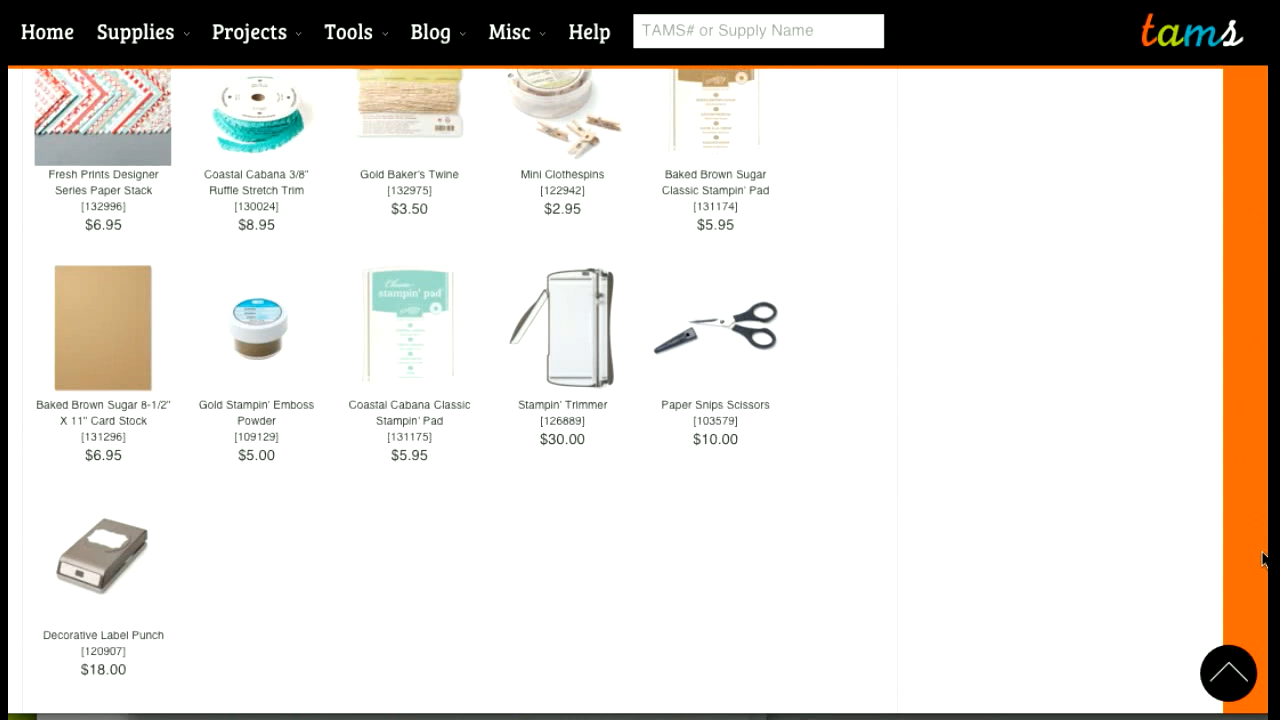 Home Supplies Projects Tools Blog Misc Help TAMS# or Supply Name tams
Fresh Prints Designer
Series Paper Stack
[132996]
$6.95
Coastal Cabana 3/8"
Ruffle Stretch Trim
[130024]
$8.95
Gold Baker's Twine
[132975]
$3.50
Mini Clothespins
[122942]
$2.95
Baked Brown Sugar
Classic Stampin' Pad
[131174]
$5.95
Classic
stampin' pad
Baked Brown Sugar 8-1/2"
X 11" Card Stock
[131296]
$6.95
Gold Stampin' Emboss
Powder
[109129]
$5.00
Coastal Cabana Classic
Stampin' Pad
[131175]
$5.95
Stampin' Trimmer
[126889]
$30.00
Paper Snips Scissors
[103579]
$10.00
Decorative Label Punch
[120907]
$18.00